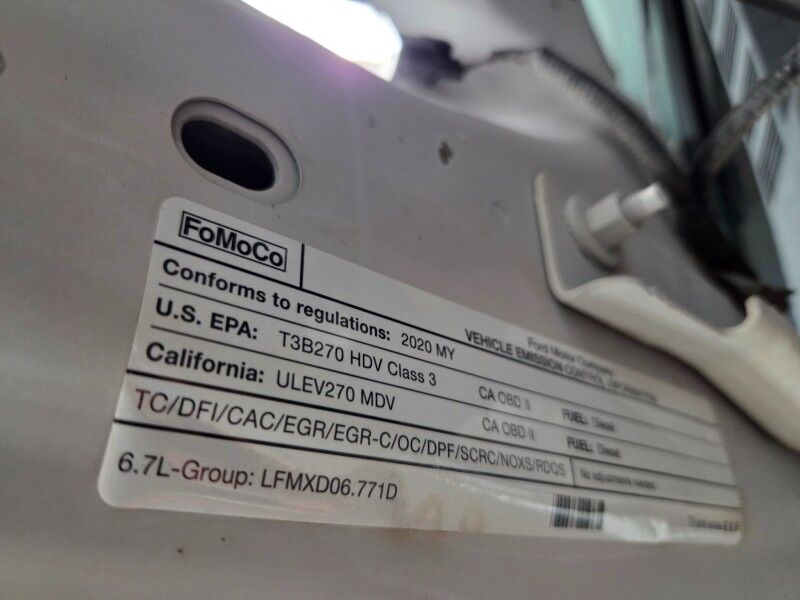 FoMoCo
Ford Motor Company
VEHICLE EMISSION CONTROL INFORMATION
Conforms to regulations: 2020 MY
U.S. EPA: T3B270 HDV Class 3 CA OBD II FUEL: Diesel
California: ULEV270 MDV CA OBD II FUEL: Diesel
TC/DFI/CAC/EGR/EGR-C/OC/DPF/SCRC/NOXS/RDQS No adjustments needed.
6.7L-Group: LFMXD06.771D